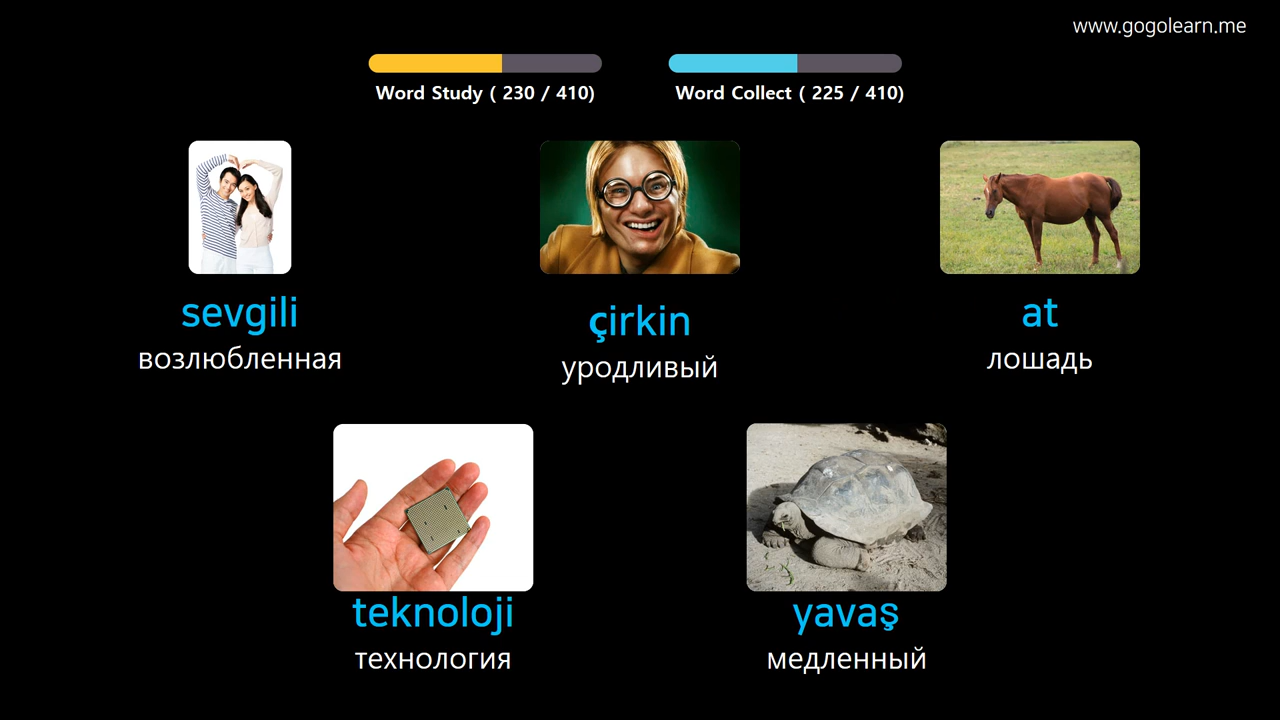 www.gogolearn.me
Word Study ( 230 / 410)
Word Collect ( 225 / 410)
sevgili
возлюбленная
çirkin
уродливый
at
лошадь
teknoloji
технология
yavaş
медленный